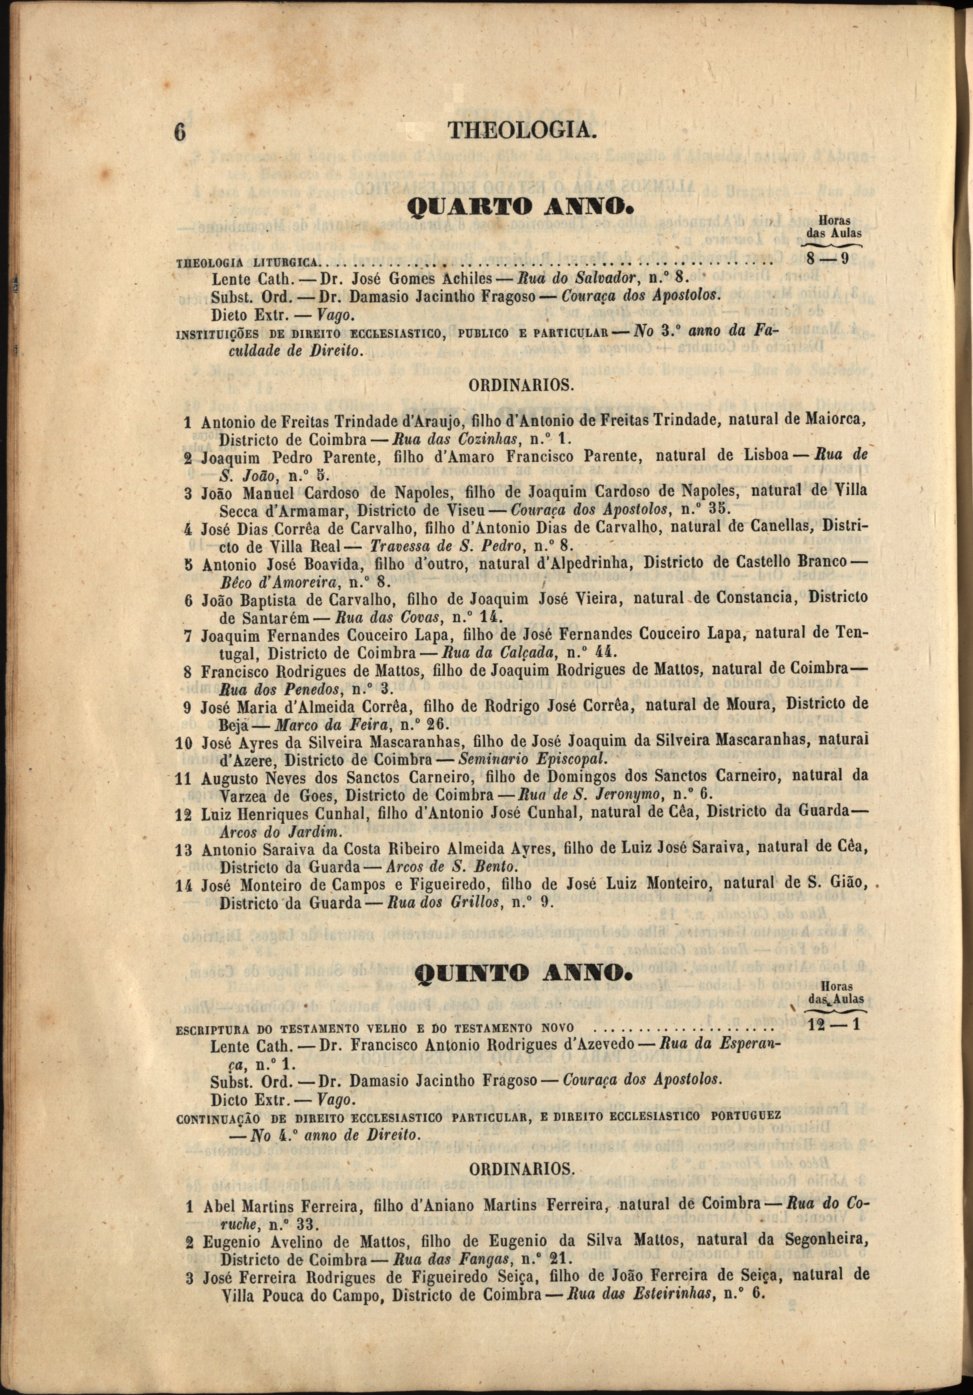 6
THEOLOGIA.
QUARTO ANNO.
Horas
das Aulas
THEOLOGIA LITURGICA. . . . . . . . . . . . . . . . . . . . . . . . . . . . . . . . . . . . . . 8 — 9
Lente Cath. — Dr. José Gomes Achiles — Rua do Salvador, n.º 8.
Subst. Ord. — Dr. Damasio Jacintho Fragoso — Couraça dos Apostolos.
Dicto Extr. — Vago.
INSTITUIÇÕES DE DIREITO ECCLESIASTICO, PUBLICO E PARTICULAR — No 3.º anno da Fa-
culdade de Direito.
ORDINARIOS.
1 Antonio de Freitas Trindade d'Araujo, filho d'Antonio de Freitas Trindade, natural de Maiorca,
Districto de Coimbra — Rua das Cozinhas, n.º 1.
2 Joaquim Pedro Parente, filho d'Amaro Francisco Parente, natural de Lisboa — Rua de
S. João, n.º 5.
3 João Manuel Cardoso de Napoles, filho de Joaquim Cardoso de Napoles, natural de Villa
Secca d'Armamar, Districto de Viseu — Couraça dos Apostolos, n.º 35.
4 José Dias Corrêa de Carvalho, filho d'Antonio Dias de Carvalho, natural de Canellas, Distri-
cto de Villa Real — Travessa de S. Pedro, n.º 8.
5 Antonio José Boavida, filho d'outro, natural d'Alpedrinha, Districto de Castello Branco —
Bêco d'Amoreira, n.º 8.
6 João Baptista de Carvalho, filho de Joaquim José Vieira, natural de Constancia, Districto
de Santarém — Rua das Covas, n.º 14.
7 Joaquim Fernandes Couceiro Lapa, filho de José Fernandes Couceiro Lapa, natural de Ten-
tugal, Districto de Coimbra — Rua da Calçada, n.º 44.
8 Francisco Rodrigues de Mattos, filho de Joaquim Rodrigues de Mattos, natural de Coimbra —
Rua dos Penedos, n.º 3.
9 José Maria d'Almeida Corrêa, filho de Rodrigo José Corrêa, natural de Moura, Districto de
Beja — Marco da Feira, n.º 26.
10 José Ayres da Silveira Mascaranhas, filho de José Joaquim da Silveira Mascaranhas, natural
d'Azere, Districto de Coimbra — Seminario Episcopal.
11 Augusto Neves dos Sanctos Carneiro, filho de Domingos dos Sanctos Carneiro, natural da
Varzea de Goes, Districto de Coimbra — Rua de S. Jeronymo, n.º 6.
12 Luiz Henriques Cunhal, filho d'Antonio José Cunhal, natural de Cêa, Districto da Guarda —
Arcos do Jardim.
13 Antonio Saraiva da Costa Ribeiro Almeida Ayres, filho de Luiz José Saraiva, natural de Cêa,
Districto da Guarda — Arcos de S. Bento.
14 José Monteiro de Campos e Figueiredo, filho de José Luiz Monteiro, natural de S. Gião,
Districto da Guarda — Rua dos Grillos, n.º 9.
QUINTO ANNO.
Horas
das Aulas
ESCRIPTURA DO TESTAMENTO VELHO E DO TESTAMENTO NOVO . . . . . . . . . . . . . . . . . . . 12 — 1
Lente Cath. — Dr. Francisco Antonio Rodrigues d'Azevedo — Rua da Esperan-
ça, n.º 1.
Subst. Ord. — Dr. Damasio Jacintho Fragoso — Couraça dos Apostolos.
Dicto Extr. — Vago.
CONTINUAÇÃO DE DIREITO ECCLESIASTICO PARTICULAR, E DIREITO ECCLESIASTICO PORTUGUEZ
— No 4.º anno de Direito.
ORDINARIOS.
1 Abel Martins Ferreira, filho d'Aniano Martins Ferreira, natural de Coimbra — Rua do Co-
ruche, n.º 33.
2 Eugenio Avelino de Mattos, filho de Eugenio da Silva Mattos, natural da Segonheira,
Districto de Coimbra — Rua das Fangas, n.º 21.
3 José Ferreira Rodrigues de Figueiredo Seiça, filho de João Ferreira de Seiça, natural de
Villa Pouca do Campo, Districto de Coimbra — Rua das Esteirinhas, n.º 6.